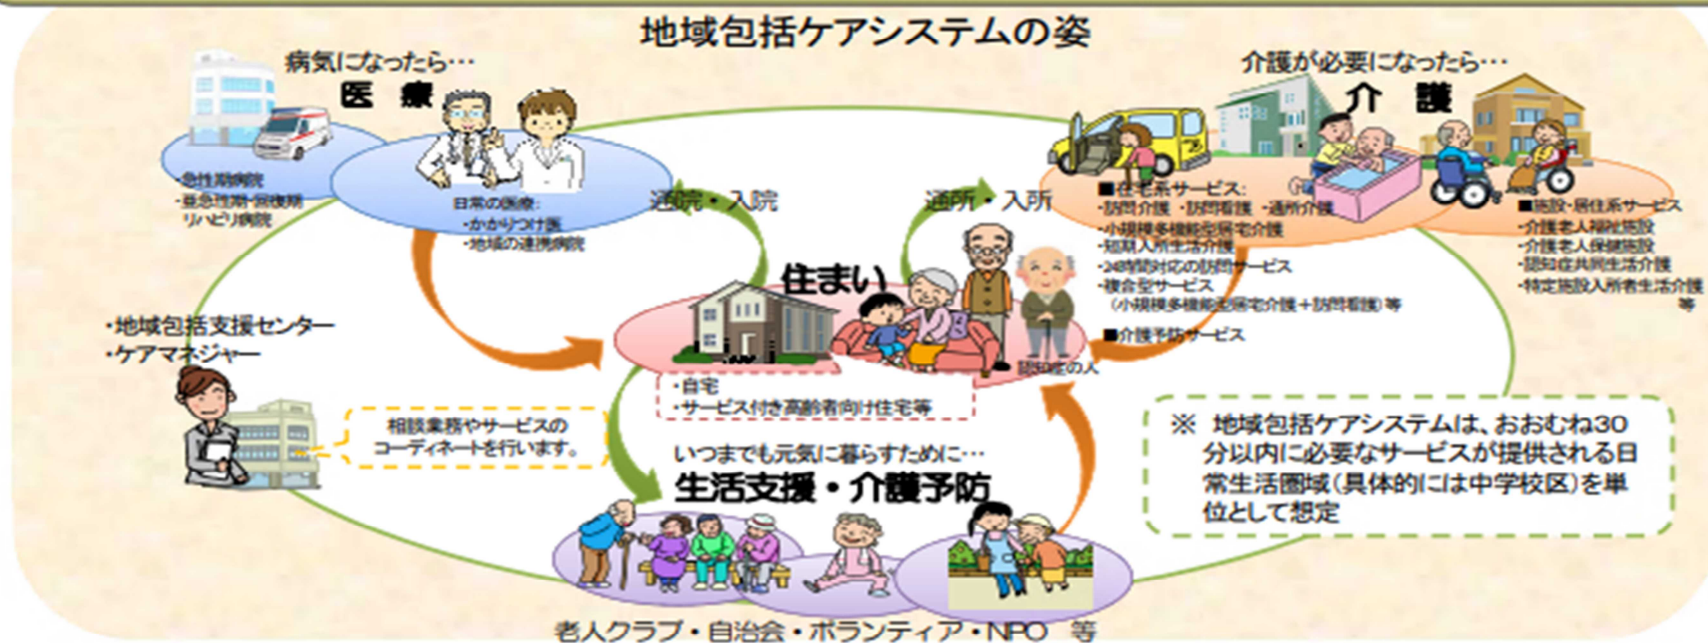 地域包括ケアシステムの姿
病気になったら…
医 療
・急性期病院
・亜急性期・回復期
リハビリ病院
日常の医療:
・かかりつけ医
・地域の連携病院
通院・入院
通所・入所
介護が必要になったら…
介 護
■在宅系サービス:
・訪問介護 ・訪問看護 ・通所介護
・小規模多機能型居宅介護
・短期入所生活介護
・24時間対応の訪問サービス
・複合型サービス
(小規模多機能型居宅介護+訪問看護)等
■介護予防サービス
■施設・居住系サービス
・介護老人福祉施設
・介護老人保健施設
・認知症共同生活介護
・特定施設入所者生活介護
等
住まい
認知症の人
・自宅
・サービス付き高齢者向け住宅等
・地域包括支援センター
・ケアマネジャー
相談業務やサービスの
コーディネートを行います。
いつまでも元気に暮らすために…
生活支援・介護予防
老人クラブ・自治会・ボランティア・NPO 等
※ 地域包括ケアシステムは、おおむね30
分以内に必要なサービスが提供される日
常生活圏域(具体的には中学校区)を単
位として想定